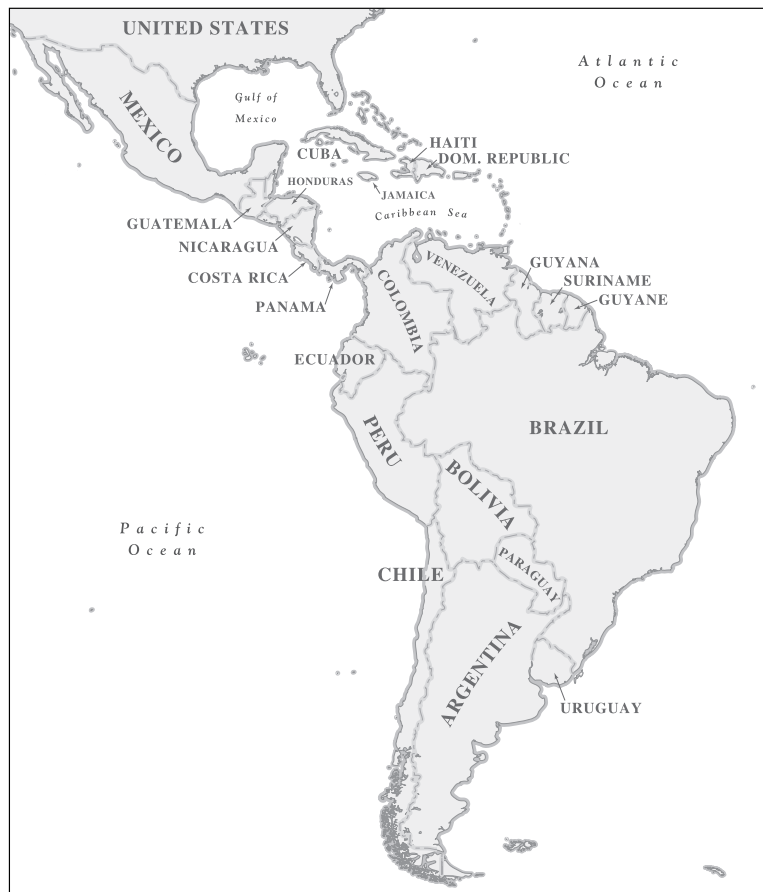 UNITED STATES
Atlantic
Ocean
Gulf of
Mexico
MEXICO
CUBA
HAITI
DOM. REPUBLIC
HONDURAS
JAMAICA
Caribbean Sea
GUATEMALA
NICARAGUA
COSTA RICA
PANAMA
VENEZUELA
GUYANA
SURINAME
GUYANE
COLOMBIA
ECUADOR
PERU
BRAZIL
BOLIVIA
Pacific
Ocean
PARAGUAY
CHILE
ARGENTINA
URUGUAY